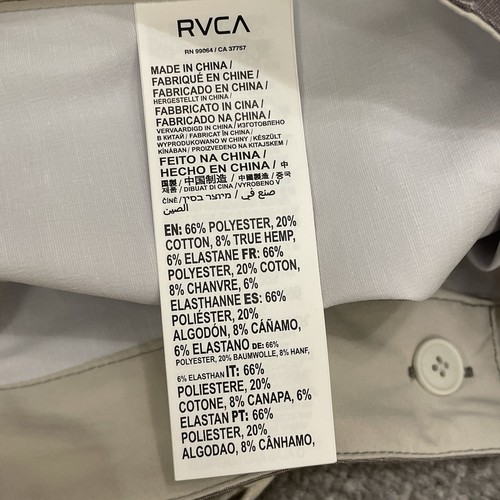 RVCA
RN 99064 / CA 37757
MADE IN CHINA /
FABRIQUÉ EN CHINE /
FABRICADO EN CHINA /
HERGESTELLT IN CHINA /
FABBRICATO IN CINA /
FABRICADO NA CHINA /
VERVAARDIGD IN CHINA / ИЗГОТОВЛЕНО
В КИТАЙ / FABRICAT ÎN CHINA /
WYPRODUKOWANO W CHINY / KÉSZÜLT
KÍNÁBAN / PROIZVEDENO NA KITAJSKEM /
FEITO NA CHINA /
HECHO EN CHINA / 中
国製 / 中国制造 / 중국
제품 / DIBUAT DI CINA / VYROBENO V
ČÍNĚ / מיוצר בסין / صنع في
الصين
EN: 66% POLYESTER, 20%
COTTON, 8% TRUE HEMP,
6% ELASTANE FR: 66%
POLYESTER, 20% COTON,
8% CHANVRE, 6%
ELASTHANNE ES: 66%
POLIÉSTER, 20%
ALGODÓN, 8% CÁÑAMO,
6% ELASTANO DE: 66%
POLYESTER, 20% BAUMWOLLE, 8% HANF,
6% ELASTHAN IT: 66%
POLIESTERE, 20%
COTONE, 8% CANAPA, 6%
ELASTAN PT: 66%
POLIESTER, 20%
ALGODAO, 8% CÂNHAMO,